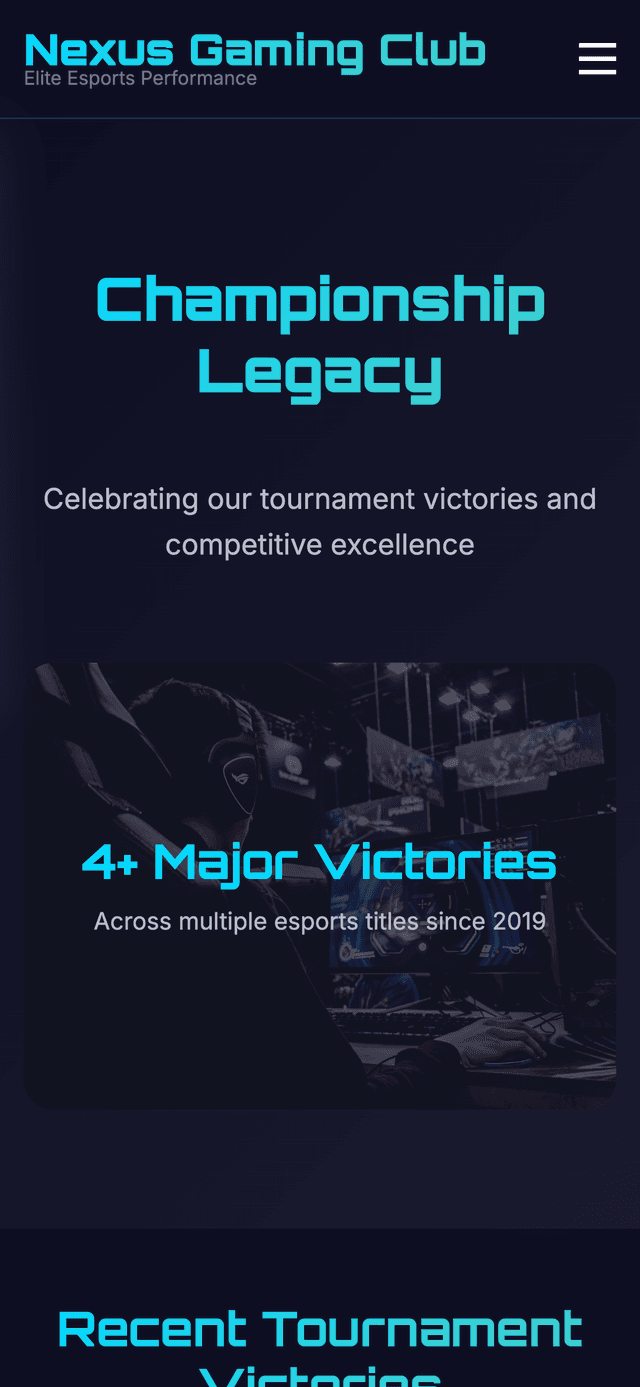 Nexus Gaming Club
Elite Esports Performance
Championship
Legacy
Celebrating our tournament victories and
competitive excellence
4+ Major Victories
Across multiple esports titles since 2019
Recent Tournament
Victories